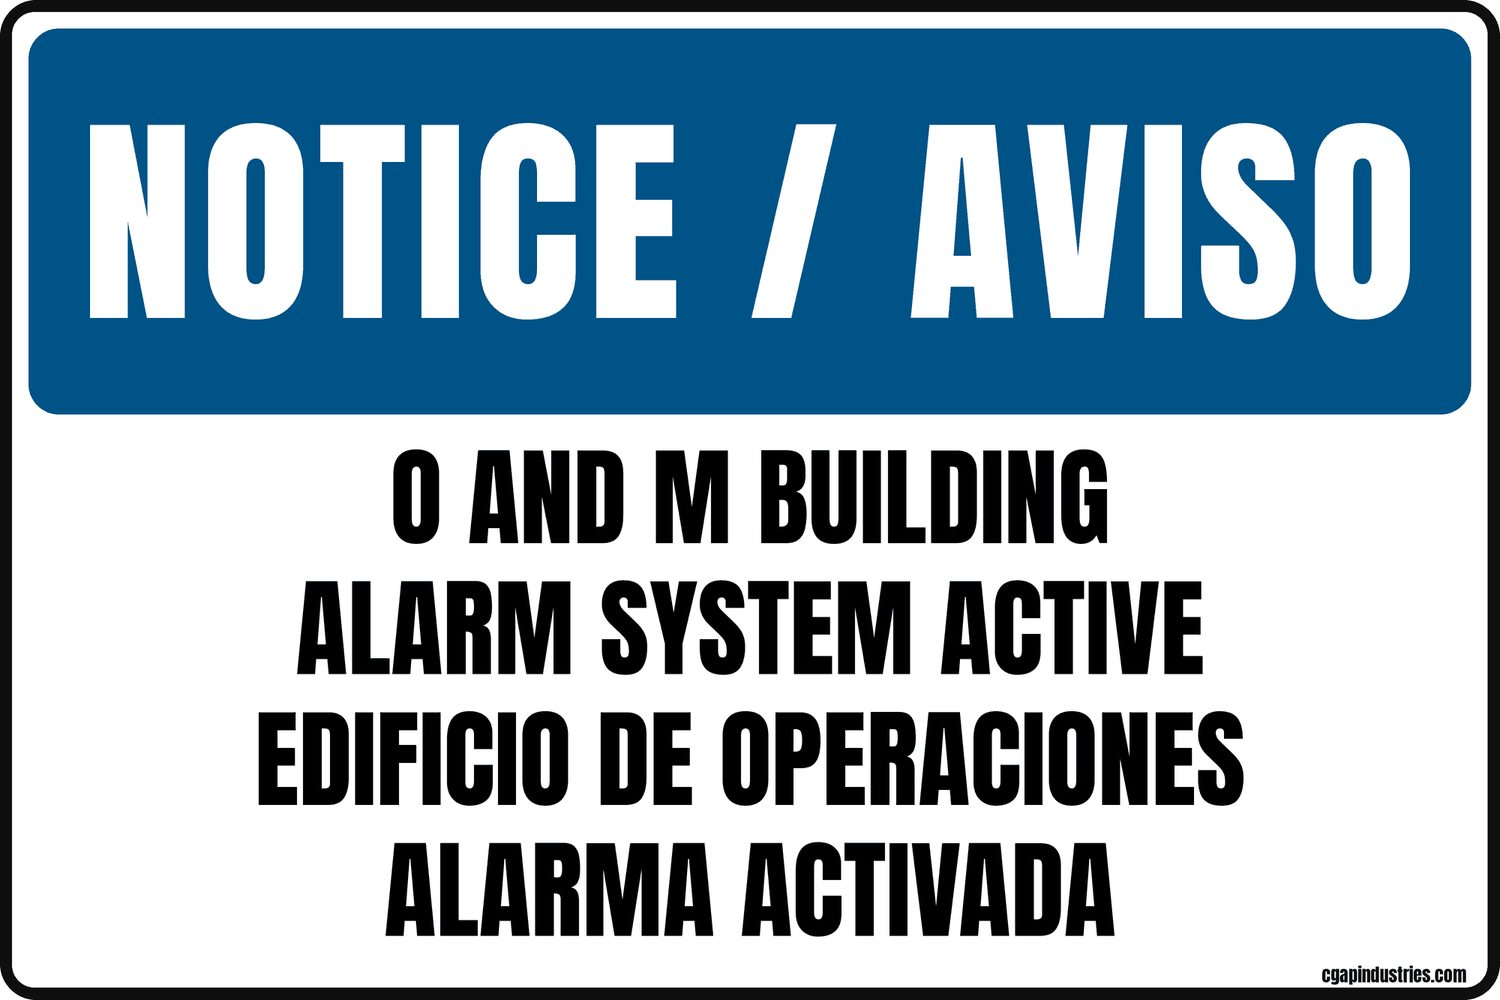 NOTICE / AVISO
O AND M BUILDING
ALARM SYSTEM ACTIVE
EDIFICIO DE OPERACIONES
ALARMA ACTIVADA
cgapindustries.com